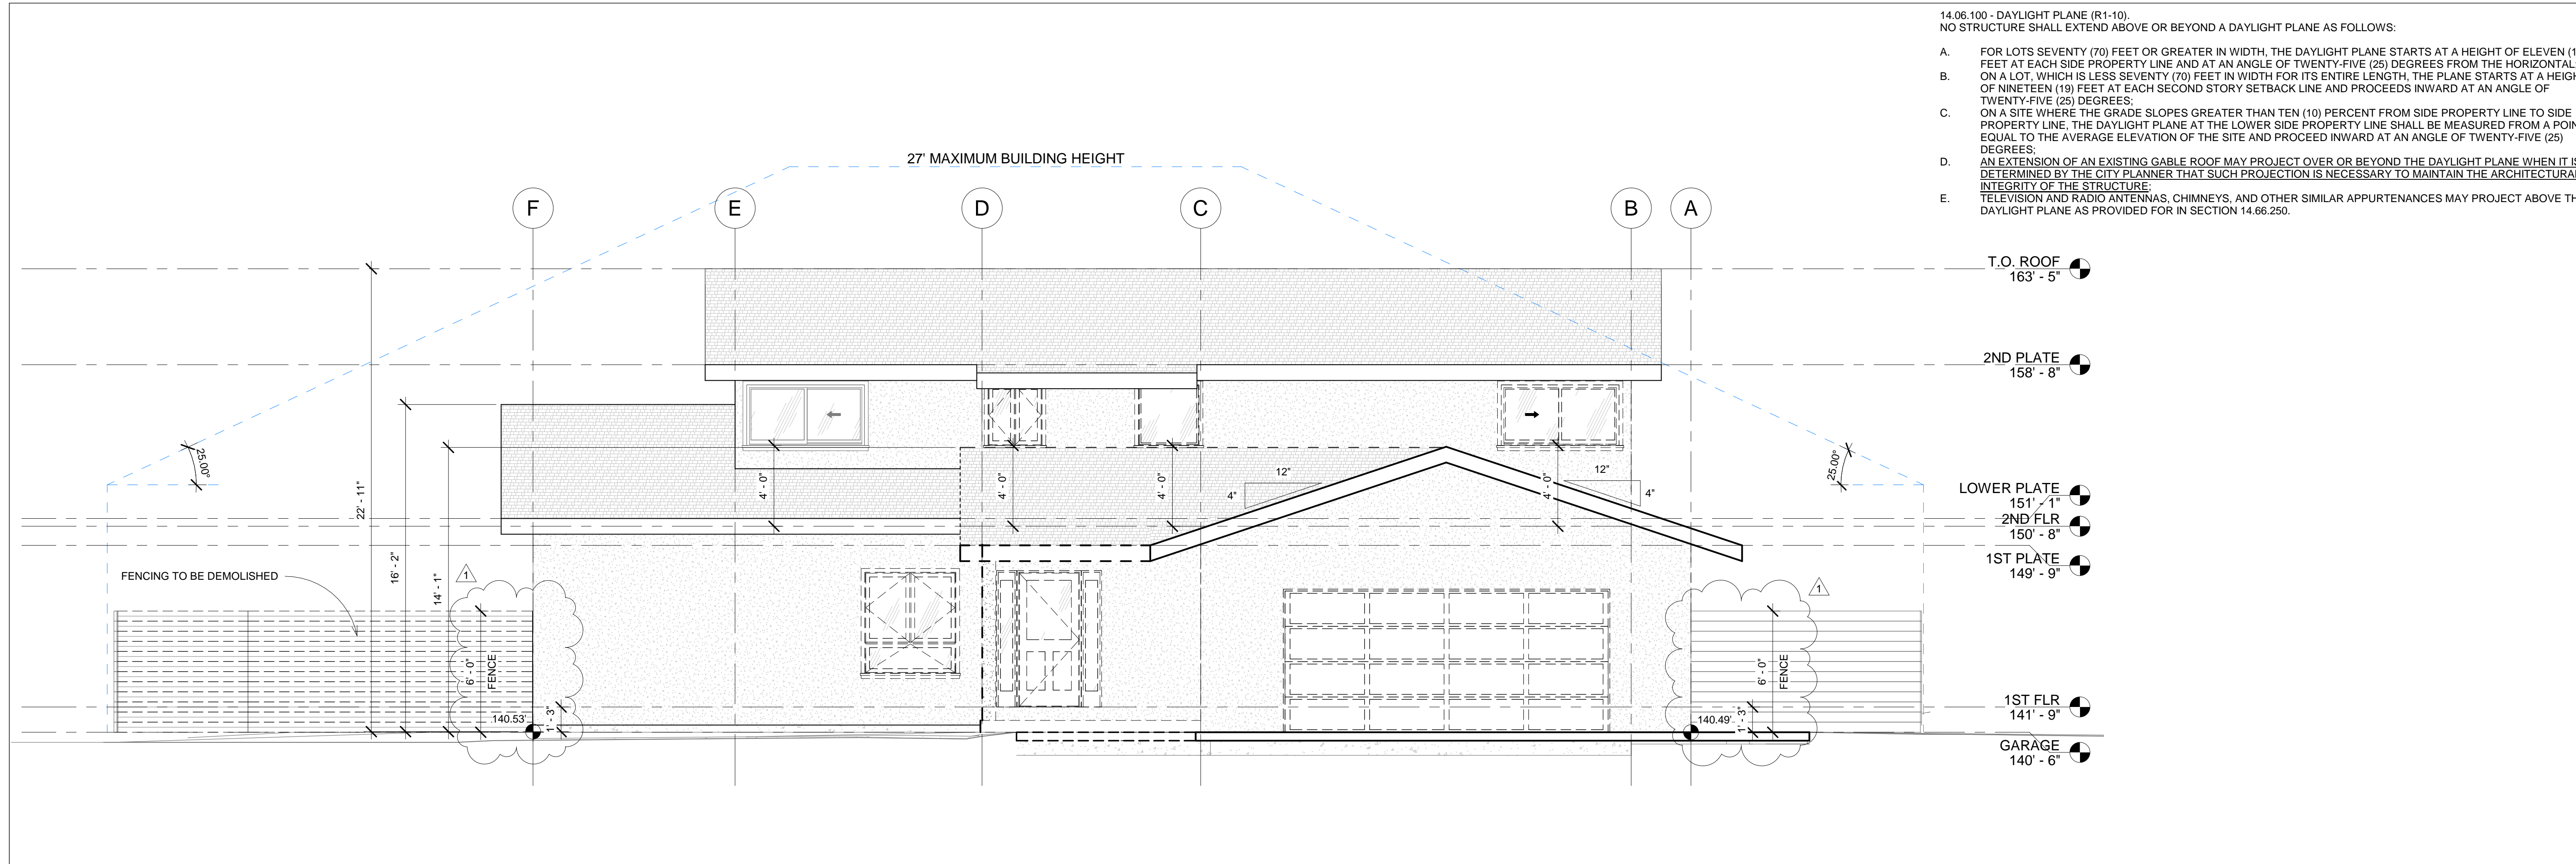 14.06.100 - DAYLIGHT PLANE (R1-10).
NO STRUCTURE SHALL EXTEND ABOVE OR BEYOND A DAYLIGHT PLANE AS FOLLOWS:
A. FOR LOTS SEVENTY (70) FEET OR GREATER IN WIDTH, THE DAYLIGHT PLANE STARTS AT A HEIGHT OF ELEVEN (1
FEET AT EACH SIDE PROPERTY LINE AND AT AN ANGLE OF TWENTY-FIVE (25) DEGREES FROM THE HORIZONTAL
B. ON A LOT, WHICH IS LESS SEVENTY (70) FEET IN WIDTH FOR ITS ENTIRE LENGTH, THE PLANE STARTS AT A HEIG
OF NINETEEN (19) FEET AT EACH SECOND STORY SETBACK LINE AND PROCEEDS INWARD AT AN ANGLE OF
TWENTY-FIVE (25) DEGREES;
C. ON A SITE WHERE THE GRADE SLOPES GREATER THAN TEN (10) PERCENT FROM SIDE PROPERTY LINE TO SIDE
PROPERTY LINE, THE DAYLIGHT PLANE AT THE LOWER SIDE PROPERTY LINE SHALL BE MEASURED FROM A POIN
EQUAL TO THE AVERAGE ELEVATION OF THE SITE AND PROCEED INWARD AT AN ANGLE OF TWENTY-FIVE (25)
DEGREES;
D. AN EXTENSION OF AN EXISTING GABLE ROOF MAY PROJECT OVER OR BEYOND THE DAYLIGHT PLANE WHEN IT IS
DETERMINED BY THE CITY PLANNER THAT SUCH PROJECTION IS NECESSARY TO MAINTAIN THE ARCHITECTURA
INTEGRITY OF THE STRUCTURE;
E. TELEVISION AND RADIO ANTENNAS, CHIMNEYS, AND OTHER SIMILAR APPURTENANCES MAY PROJECT ABOVE TH
DAYLIGHT PLANE AS PROVIDED FOR IN SECTION 14.66.250.
27' MAXIMUM BUILDING HEIGHT
F E D C B A
T.O. ROOF
163' - 5"
2ND PLATE
158' - 8"
LOWER PLATE
151' - 1"
2ND FLR
150' - 8"
1ST PLATE
149' - 9"
1ST FLR
141' - 9"
GARAGE
140' - 6"
25.00°
22' - 11"
16' - 2"
14' - 1"
4' - 0"
4' - 0"
4' - 0"
4' - 0"
12"
4"
12"
4"
25.00°
FENCING TO BE DEMOLISHED
1
6' - 0"
FENCE
140.53'
1' - 3"
1
6' - 0"
FENCE
140.49'
1' - 3"